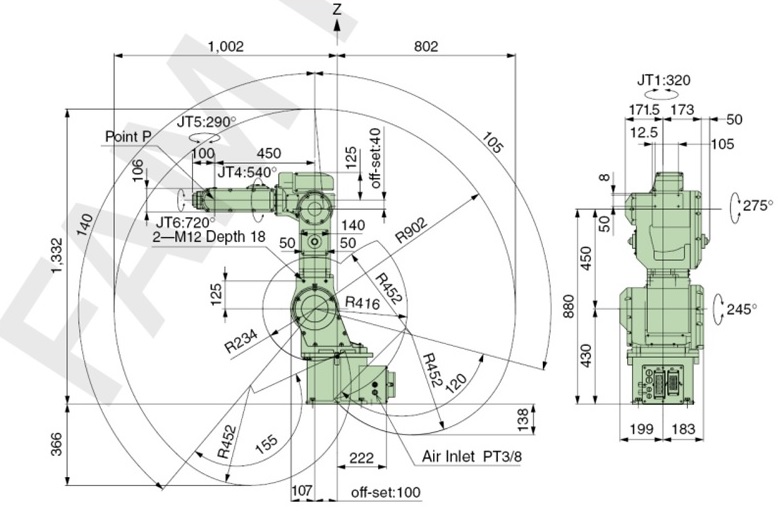 Z
1,002
802
JT1:320
171.5
173
50
12.5
105
JT5:290°
Point P
100
450
125
off-set:40
105
106
JT4:540°
8
275°
JT6:720°
140
2—M12 Depth 18
50
50
R902
50
140
1,332
125
R452
R416
450
880
245°
R234
R452
120
430
138
366
R452
155
222
Air Inlet PT3/8
199
183
107
off-set:100
FAM